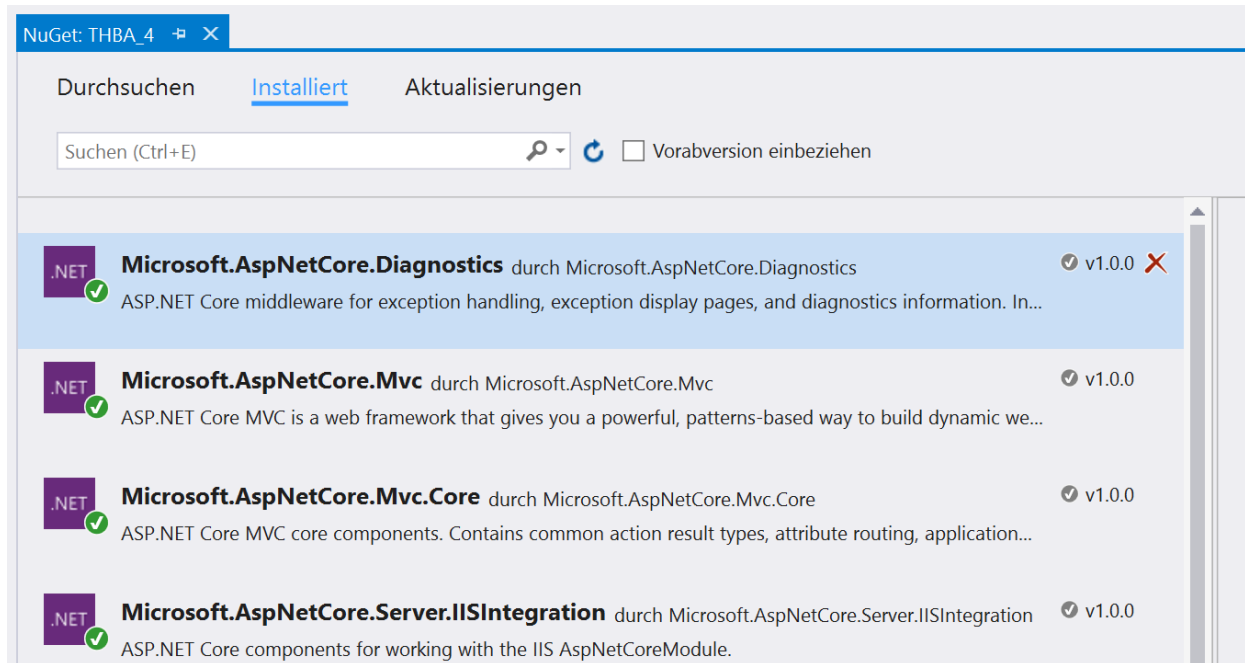 NuGet: THBA_4
Durchsuchen Installiert Aktualisierungen
Suchen (Ctrl+E) Vorabversion einbeziehen
.NET Microsoft.AspNetCore.Diagnostics durch Microsoft.AspNetCore.Diagnostics v1.0.0
ASP.NET Core middleware for exception handling, exception display pages, and diagnostics information. In...
.NET Microsoft.AspNetCore.Mvc durch Microsoft.AspNetCore.Mvc v1.0.0
ASP.NET Core MVC is a web framework that gives you a powerful, patterns-based way to build dynamic we...
.NET Microsoft.AspNetCore.Mvc.Core durch Microsoft.AspNetCore.Mvc.Core v1.0.0
ASP.NET Core MVC core components. Contains common action result types, attribute routing, application...
.NET Microsoft.AspNetCore.Server.IISIntegration durch Microsoft.AspNetCore.Server.IISIntegration v1.0.0
ASP.NET Core components for working with the IIS AspNetCoreModule.